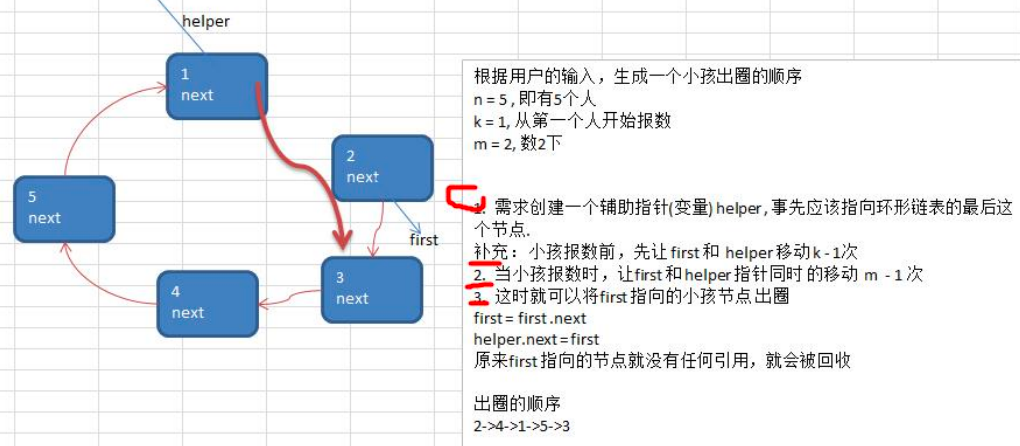 helper
1
next
2
next
5
next
first
3
next
4
next
根据用户的输入，生成一个小孩出圈的顺序
n = 5 , 即有5个人
k = 1, 从第一个人开始报数
m = 2, 数2下
1. 需求创建一个辅助指针(变量) helper , 事先应该指向环形链表的最后这
个节点.
补充： 小孩报数前，先让 first 和 helper 移动 k - 1次
2. 当小孩报数时，让first 和 helper 指针同时 的移动 m - 1 次
3. 这时就可以将first 指向的小孩节点 出圈
first = first .next
helper.next = first
原来first 指向的节点就没有任何引用，就会被回收
出圈的顺序
2->4->1->5->3